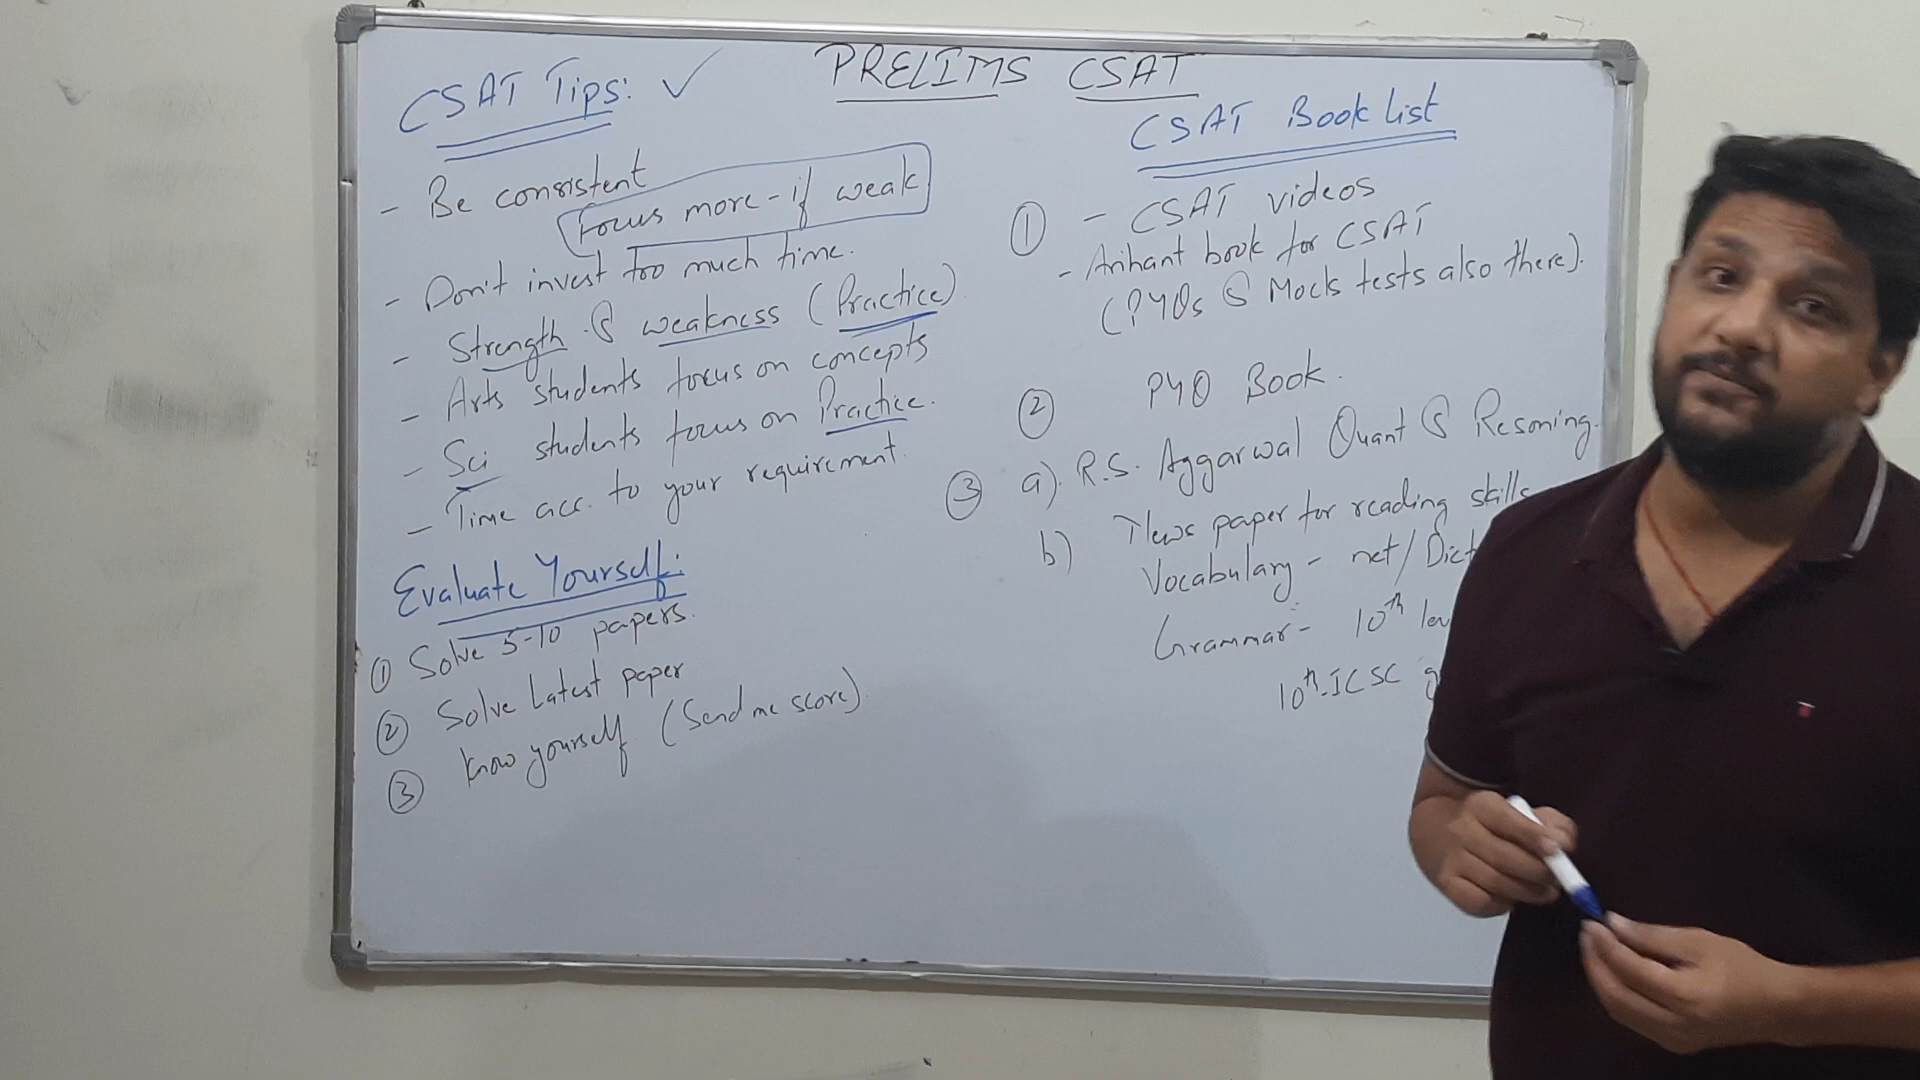 PRELIMS CSAT
CSAT Tips: ✓
- Be consistent
Focus more - if weak
- Don't invest too much time.
- Strength & weakness (Practice)
- Arts students focus on concepts
- Sci students focus on Practice.
- Time acc. to your requirement.
Evaluate Yourself:
① Solve 5-10 papers.
② Solve Latest paper
③ know yourself (Send me score).
CSAT Book list
① - CSAT videos
- Arihant book for CSAT
(PYQs & Mock tests also there).
② PYQ Book.
③ a). R.S. Aggarwal Quant & Resoning.
b) News paper for reading skills
Vocabulary - net/Dict
Grammar - 10th lev
10th ICSC g